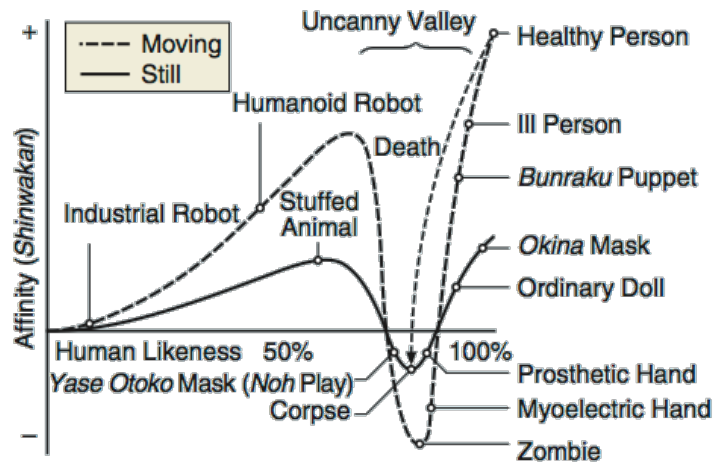 +
Uncanny Valley
Moving
Still
Healthy Person
Humanoid Robot
Death
Ill Person
Bunraku Puppet
Industrial Robot
Stuffed
Animal
Okina Mask
Ordinary Doll
Affinity (Shinwakan)
Human Likeness 50% 100%
Yase Otoko Mask (Noh Play)
Corpse
Prosthetic Hand
Myoelectric Hand
Zombie
–